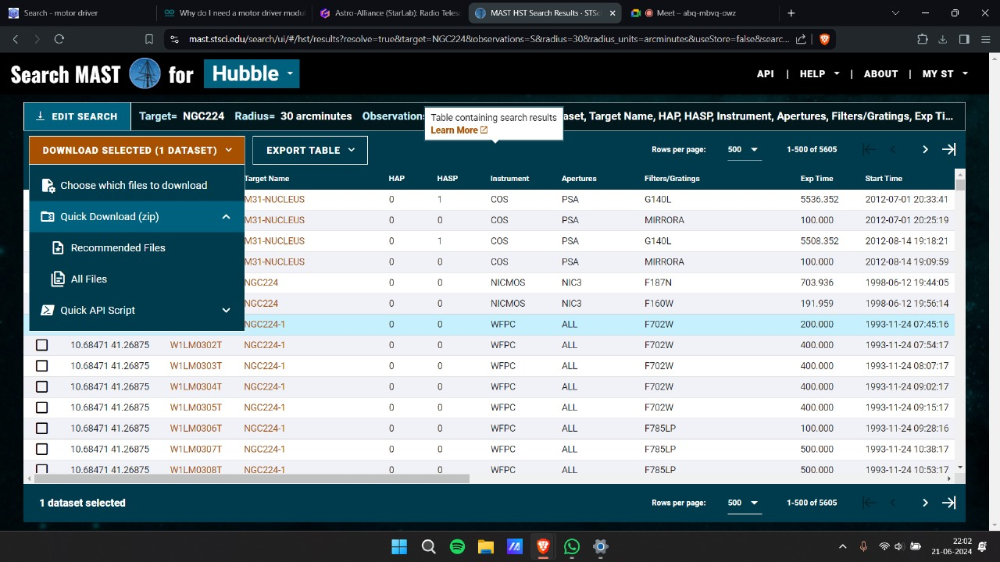 Search - motor driver
Why do I need a motor driver modul
Astro-Alliance (StarLab): Radio Teles
MAST HST Search Results - STSc
Meet – abq-mbvq-owz
mast.stsci.edu/search/ui/#/hst/results?resolve=true&target=NGC224&observations=S&radius=30&radius_units=arcminutes&useStore=false&searc...
Search MAST for Hubble
API | HELP | ABOUT | MY ST
EDIT SEARCH Target= NGC224 Radius= 30 arcminutes Observation aset, Target Name, HAP, HASP, Instrument, Apertures, Filters/Gratings, Exp Ti...
Table containing search results
Learn More
DOWNLOAD SELECTED (1 DATASET) EXPORT TABLE Rows per page: 500 1-500 of 5605
Choose which files to download
Quick Download (zip)
Recommended Files
All Files
Quick API Script
Target Name HAP HASP Instrument Apertures Filters/Gratings Exp Time Start Time
M31-NUCLEUS 0 1 COS PSA G140L 5536.352 2012-07-01 20:33:41
M31-NUCLEUS 0 0 COS PSA MIRRORA 100.000 2012-07-01 20:25:19
M31-NUCLEUS 0 1 COS PSA G140L 5508.352 2012-08-14 19:18:21
M31-NUCLEUS 0 0 COS PSA MIRRORA 100.000 2012-08-14 19:09:59
NGC224 0 0 NICMOS NIC3 F187N 703.936 1998-06-12 19:44:05
NGC224 0 0 NICMOS NIC3 F160W 191.959 1998-06-12 19:56:14
NGC224-1 0 0 WFPC ALL F702W 200.000 1993-11-24 07:45:16
10.68471 41.26875 W1LM0302T NGC224-1 0 0 WFPC ALL F702W 400.000 1993-11-24 07:54:17
10.68471 41.26875 W1LM0303T NGC224-1 0 0 WFPC ALL F702W 400.000 1993-11-24 08:07:17
10.68471 41.26875 W1LM0304T NGC224-1 0 0 WFPC ALL F702W 400.000 1993-11-24 09:02:17
10.68471 41.26875 W1LM0305T NGC224-1 0 0 WFPC ALL F702W 400.000 1993-11-24 09:15:17
10.68471 41.26875 W1LM0306T NGC224-1 0 0 WFPC ALL F785LP 100.000 1993-11-24 09:28:16
10.68471 41.26875 W1LM0307T NGC224-1 0 0 WFPC ALL F785LP 500.000 1993-11-24 10:38:17
10.68471 41.26875 W1LM0308T NGC224-1 0 0 WFPC ALL F785LP 500.000 1993-11-24 10:53:17
1 dataset selected Rows per page: 500 1-500 of 5605
22:02
21-06-2024